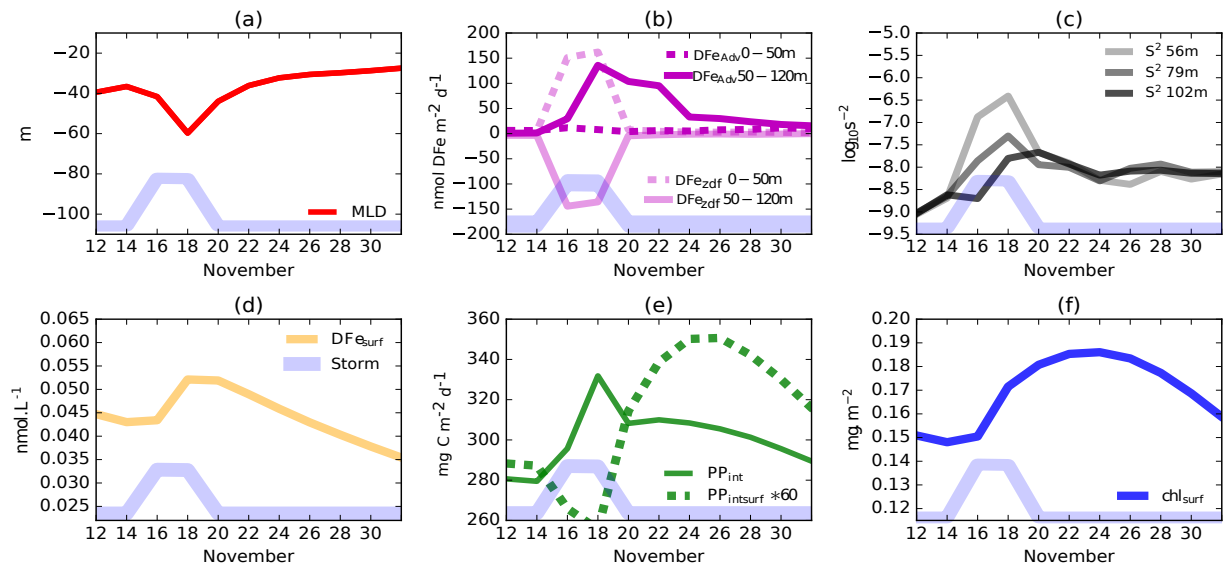 (a)
−20
−40
−60
−80
−100
m
MLD
12 14 16 18 20 22 24 26 28 30
November
(b)
200
150
100
50
0
−50
−100
−150
−200
nmol DFe m⁻² d⁻¹
DFe_Adv 0−50m
DFe_Adv 50−120m
DFe_zdf 0−50m
DFe_zdf 50−120m
12 14 16 18 20 22 24 26 28 30
November
(c)
−5.0
−5.5
−6.0
−6.5
−7.0
−7.5
−8.0
−8.5
−9.0
−9.5
log₁₀s⁻²
S² 56m
S² 79m
S² 102m
12 14 16 18 20 22 24 26 28 30
November
(d)
0.065
0.060
0.055
0.050
0.045
0.040
0.035
0.030
0.025
nmol.L⁻¹
DFe_surf
Storm
12 14 16 18 20 22 24 26 28 30
November
(e)
360
340
320
300
280
260
mg C m⁻² d⁻¹
PP_int
PP_intsurf *60
12 14 16 18 20 22 24 26 28 30
November
(f)
0.20
0.19
0.18
0.17
0.16
0.15
0.14
0.13
0.12
mg m⁻²
chl_surf
12 14 16 18 20 22 24 26 28 30
November